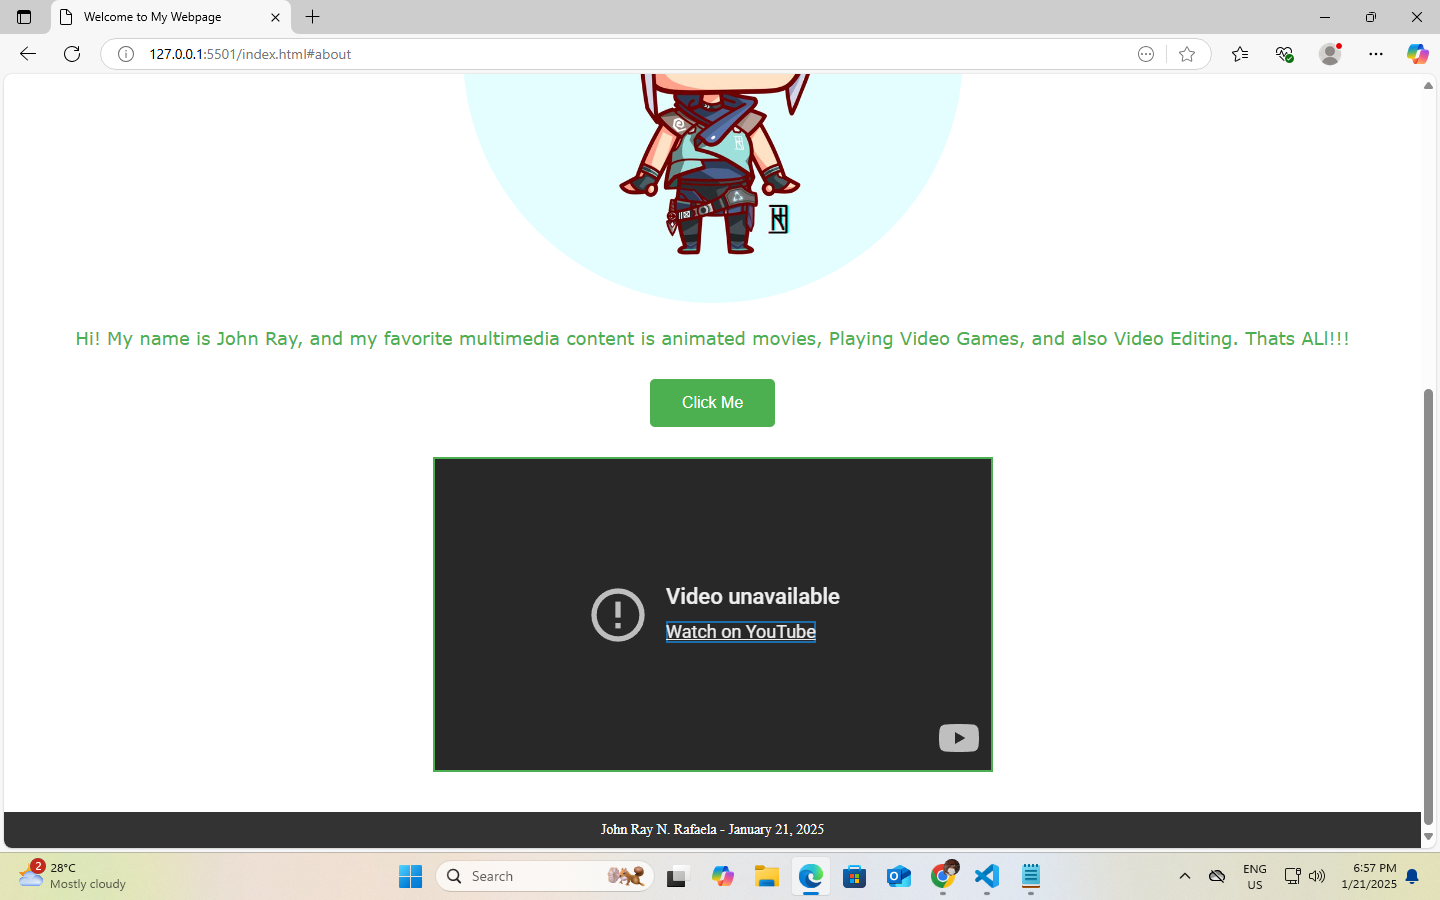 Welcome to My Webpage
127.0.0.1:5501/index.html#about
Hi! My name is John Ray, and my favorite multimedia content is animated movies, Playing Video Games, and also Video Editing. Thats ALl!!!
Click Me
Video unavailable
Watch on YouTube
John Ray N. Rafaela - January 21, 2025
2
28°C
Mostly cloudy
Search
ENG
US
6:57 PM
1/21/2025